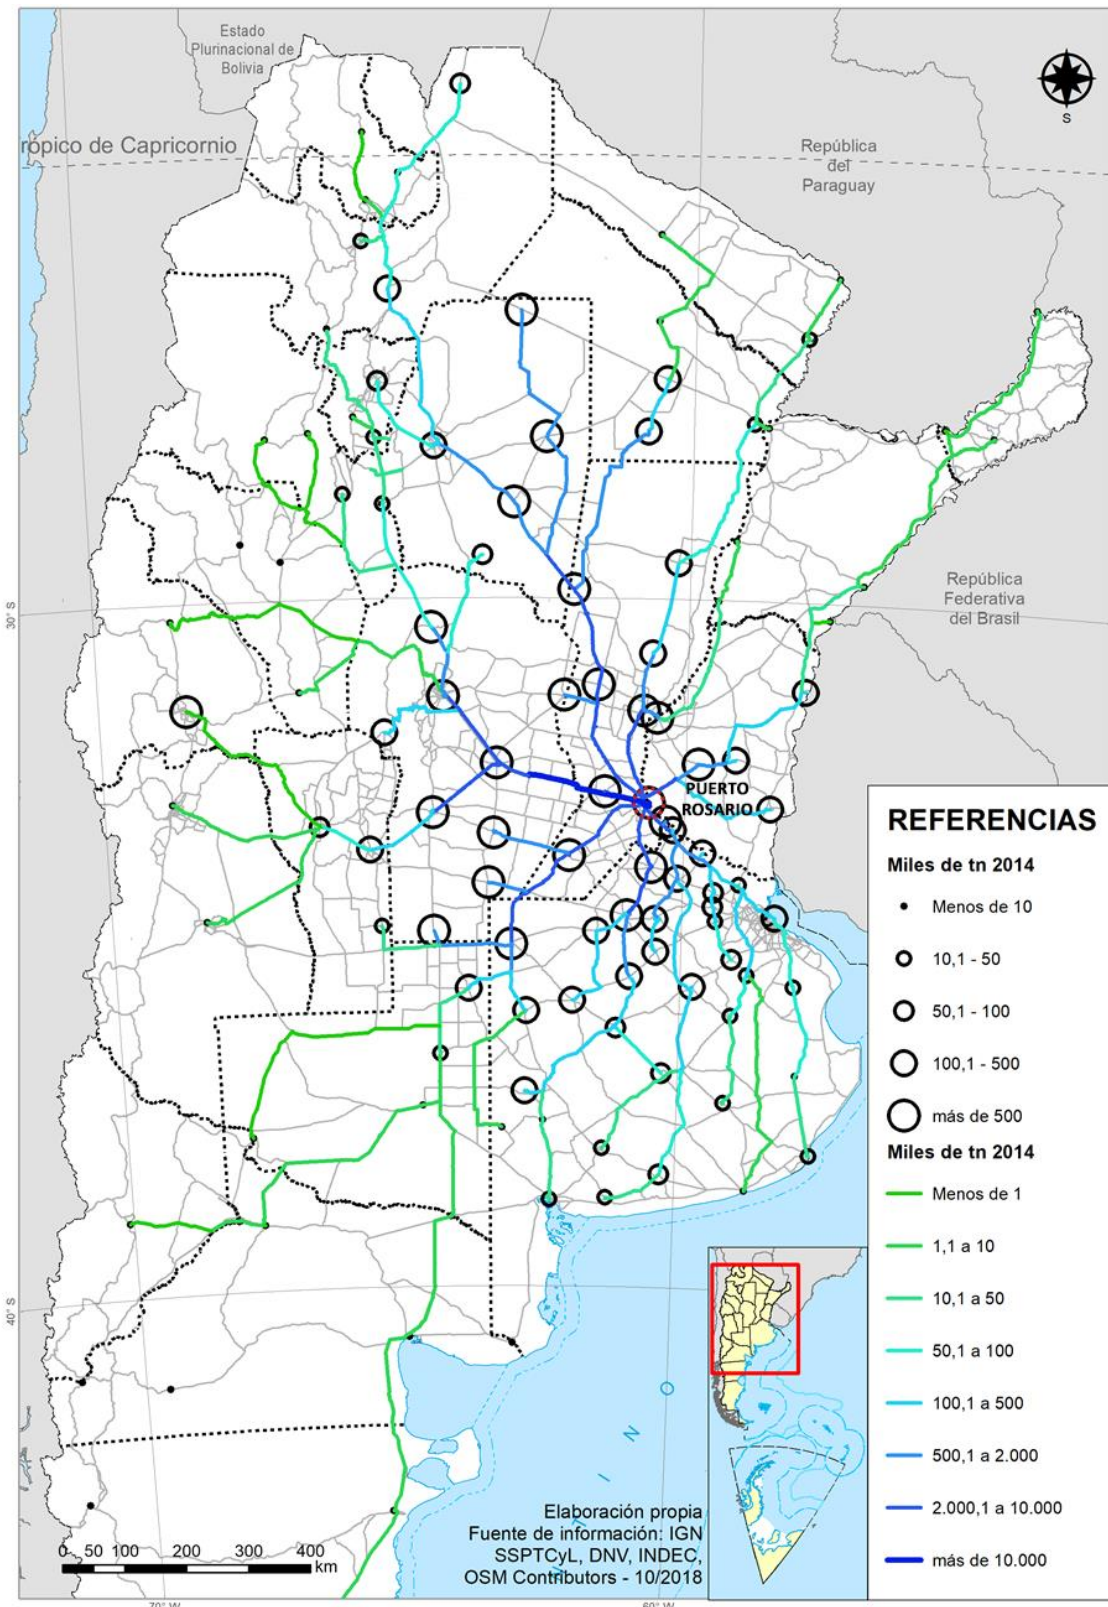 Estado
Plurinacional de
Bolivia
S
rópico de Capricornio
República
del
Paraguay
República
Federativa
del Brasil
30° S
PUERTO
ROSARIO
REFERENCIAS
Miles de tn 2014
Menos de 10
10,1 - 50
50,1 - 100
100,1 - 500
más de 500
Miles de tn 2014
Menos de 1
1,1 a 10
10,1 a 50
50,1 a 100
100,1 a 500
500,1 a 2.000
2.000,1 a 10.000
más de 10.000
40° S
O
N
I
T
Elaboración propia
Fuente de información: IGN
SSPTCyL, DNV, INDEC,
OSM Contributors - 10/2018
0 50 100 200 300 400
km
70° W
60° W